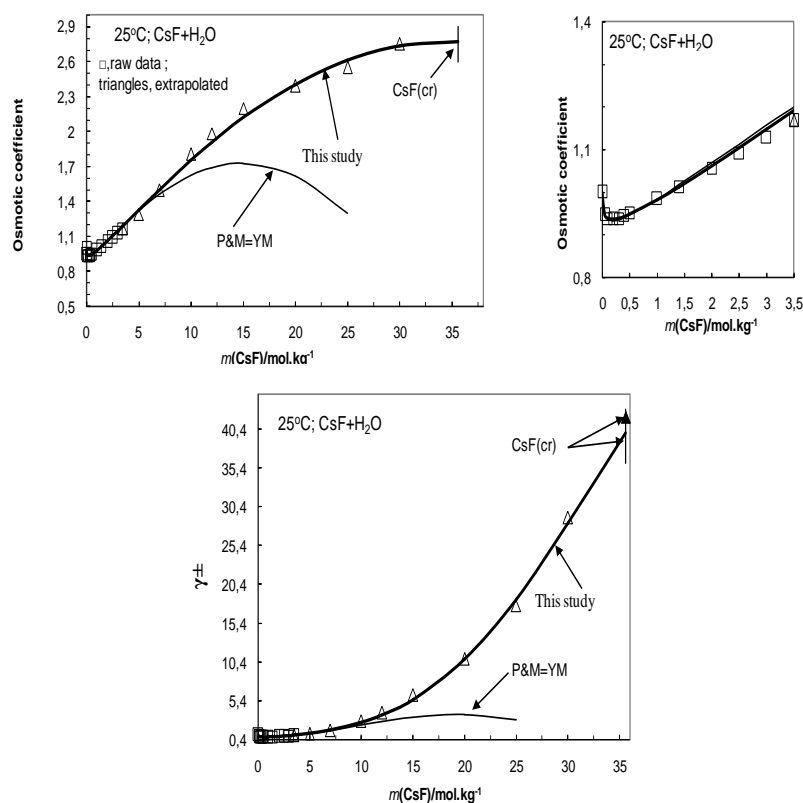 25ºC; CsF+H2O
□,raw data ;
triangles, extrapolated
CsF(cr)
This study
P&M=YM
Osmotic coefficient
2,9
2,6
2,3
2,0
1,7
1,4
1,1
0,8
0,5
0 5 10 15 20 25 30 35
m(CsF)/mol.kg-1
25ºC; CsF+H2O
Osmotic coefficient
1,4
1,1
0,8
0 0,5 1 1,5 2 2,5 3 3,5
m(CsF)/mol.kg-1
25ºC; CsF+H2O
CsF(cr)
This study
P&M=YM
γ±
40,4
35,4
30,4
25,4
20,4
15,4
10,4
5,4
0,4
0 5 10 15 20 25 30 35
m(CsF)/mol.kg-1